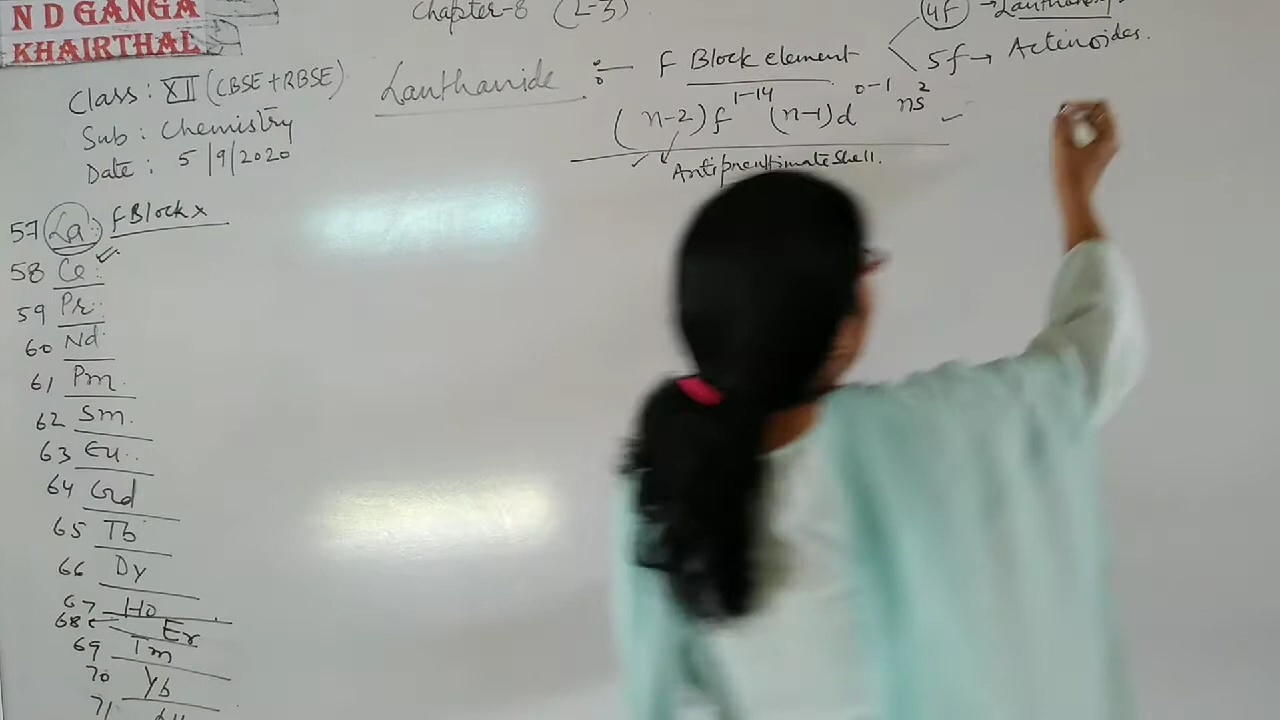 N D GANGA
KHAIRTHAL
Chapter-8 (L-3)
Class : XII (CBSE + RBSE)
Sub : Chemistry
Date : 5/9/2020
Lanthanide :— F Block element
4f →
5f → Actinoides.
(n-2) f 1-14 (n-1) d 0-1 ns 2
Antipenultimate Shell.
57 La : F Block x
58 Ce :
59 Pr :
60 Nd
61 Pm
62 Sm
63 Eu
64 Gd
65 Tb
66 Dy
67 Ho
68 Er
69 Tm
70 Yb
71